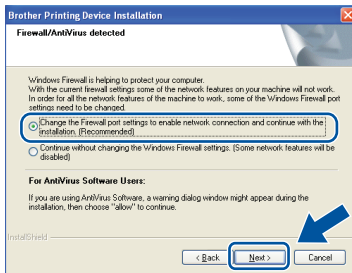 Brother Printing Device Installation
Firewall/AntiVirus detected
Windows Firewall is helping to protect your computer.
With the current firewall settings some of the network features on your machine will not work.
In order for all the network features of the machine to work, some of the Windows Firewall port
settings need to be changed.
Change the Firewall port settings to enable network connection and continue with the
installation. (Recommended)
Continue without changing the Windows Firewall settings. (Some network features will be
disabled)
For AntiVirus Software Users:
If you are using AntiVirus Software, a warning dialog window might appear during the
installation, then choose "allow" to continue.
InstallShield
< Back
Next >
Cancel